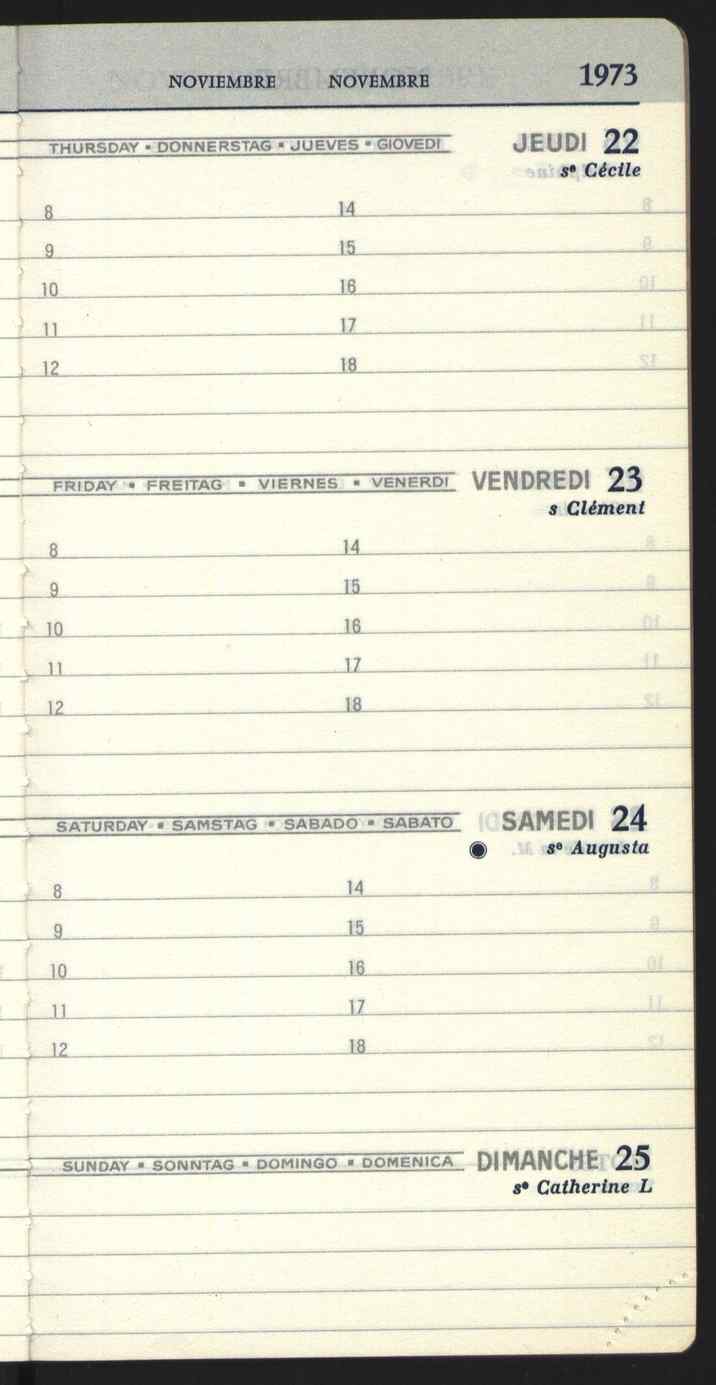 NOVIEMBRE NOVEMBRE 1973
THURSDAY ▪ DONNERSTAG ▪ JUEVES ▪ GIOVEDI JEUDI 22
sᵉ Cécile
8 14
9 15
10 16
11 17
12 18
FRIDAY ▪ FREITAG ▪ VIERNES ▪ VENERDI VENDREDI 23
s Clément
8 14
9 15
10 16
11 17
12 18
SATURDAY ▪ SAMSTAG ▪ SABADO ▪ SABATO SAMEDI 24
sᵉ Augusta
8 14
9 15
10 16
11 17
12 18
SUNDAY ▪ SONNTAG ▪ DOMINGO ▪ DOMENICA DIMANCHE 25
sᵉ Catherine L